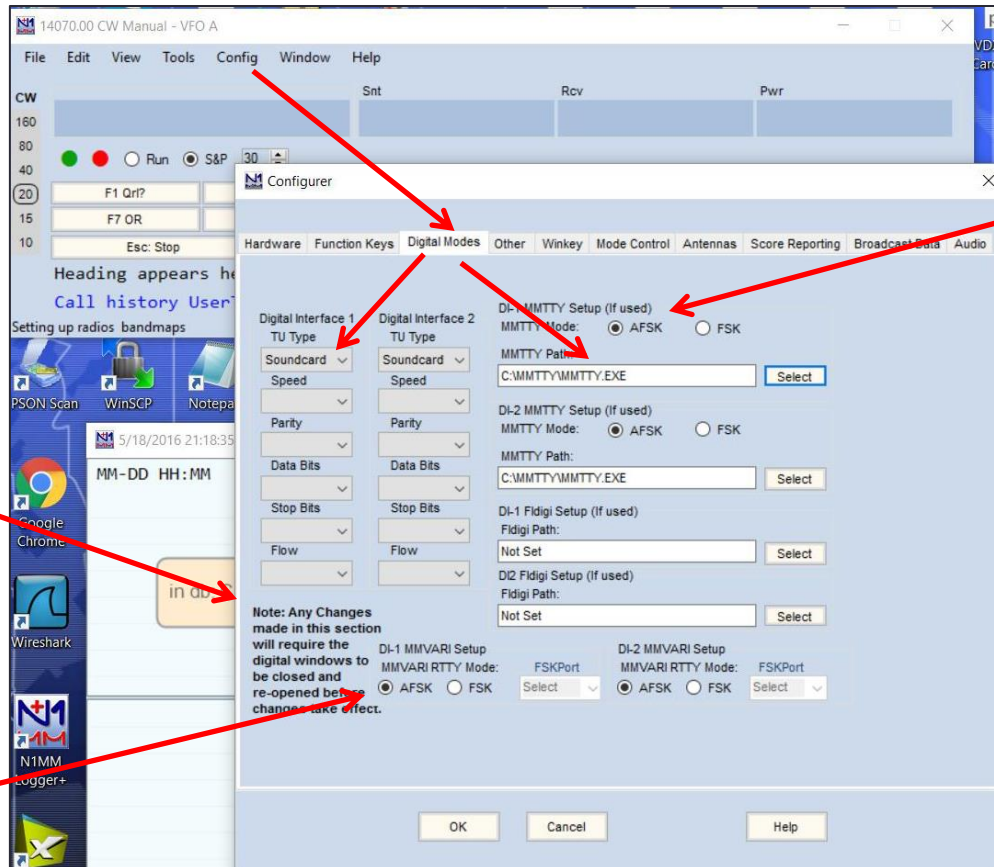 14070.00 CW Manual - VFO A
File Edit View Tools Config Window Help
CW
Snt Rcv Pwr
160
80
40
20
15
10
Run S&P 30
F1 Qrl?
F7 OR
Esc: Stop
Heading appears he
Call history User
Setting up radios bandmaps
PSON Scan WinSCP Notepa
5/18/2016 21:18:35
MM-DD HH:MM
Google
Chrome
Wireshark
N1MM
Logger+
Configurer
Hardware Function Keys Digital Modes Other Winkey Mode Control Antennas Score Reporting Broadcast Data Audio
Digital Interface 1 Digital Interface 2
TU Type TU Type
Soundcard Soundcard
Speed Speed
Parity Parity
Data Bits Data Bits
Stop Bits Stop Bits
Flow Flow
DI-1 MMTTY Setup (If used)
MMTTY Mode: AFSK FSK
MMTTY Path:
C:\MMTTY\MMTTY.EXE Select
DI-2 MMTTY Setup (If used)
MMTTY Mode: AFSK FSK
MMTTY Path:
C:\MMTTY\MMTTY.EXE Select
DI-1 Fldigi Setup (If used)
Fldigi Path:
Not Set Select
DI2 Fldigi Setup (If used)
Fldigi Path:
Not Set Select
Note: Any Changes
made in this section
will require the
digital windows to
be closed and
re-opened before
changes take effect.
DI-1 MMVARI Setup DI-2 MMVARI Setup
MMVARI RTTY Mode: FSKPort MMVARI RTTY Mode: FSKPort
AFSK FSK Select AFSK FSK Select
OK Cancel Help